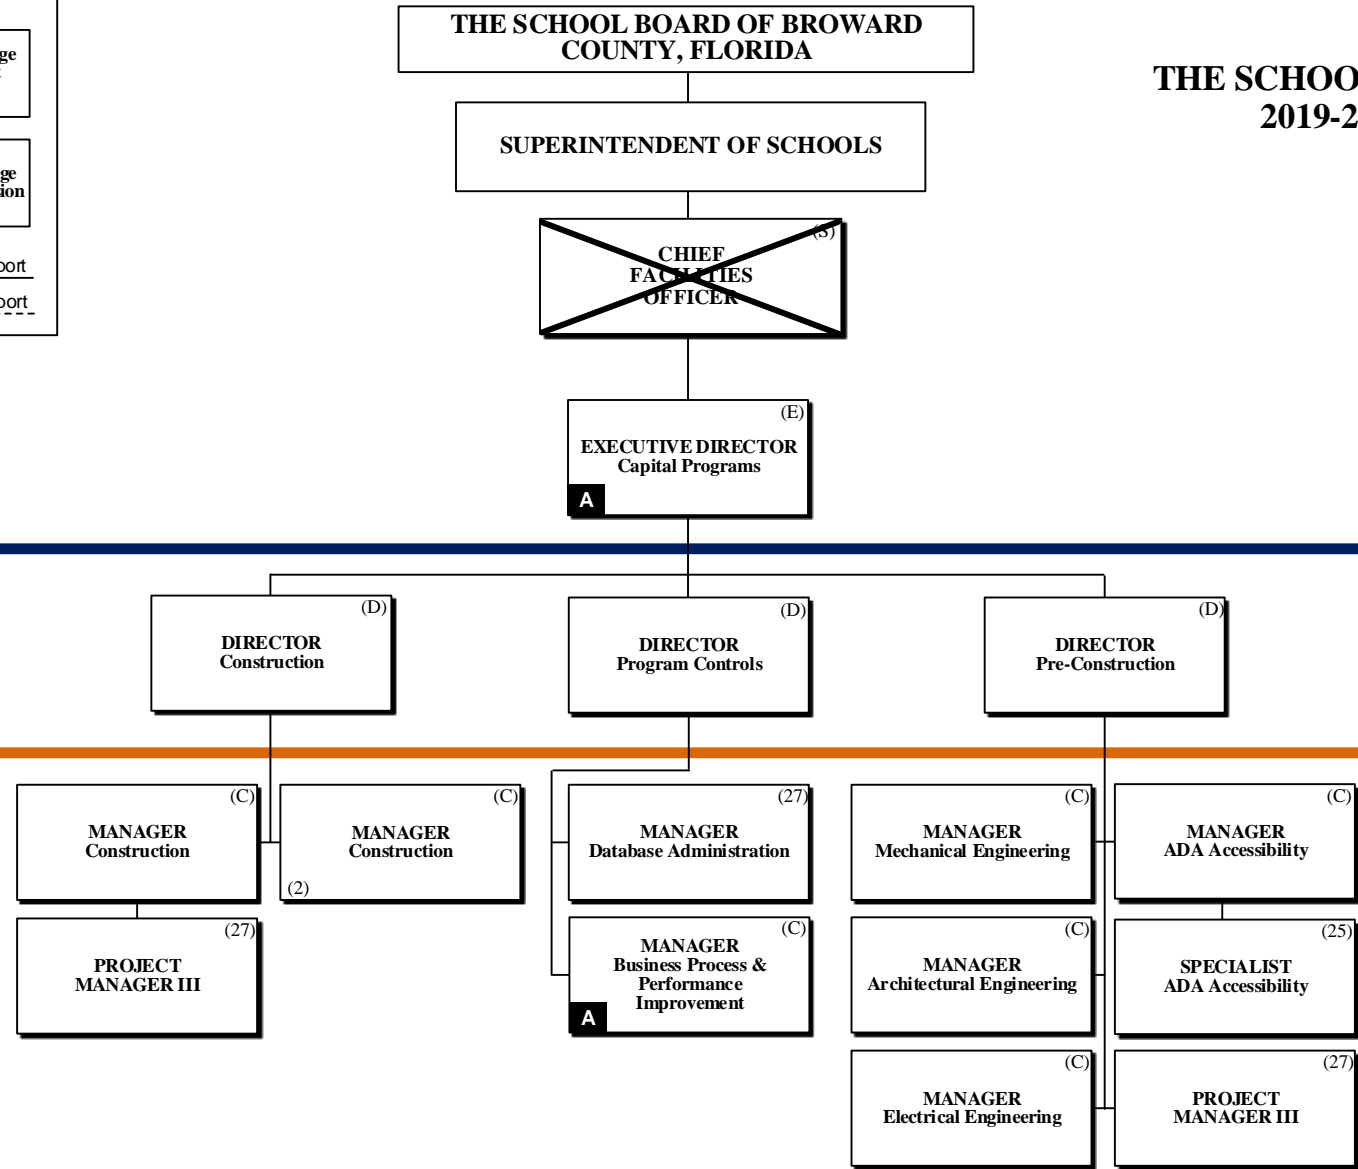 THE SCHOOL BOARD OF BROWARD
COUNTY, FLORIDA
SUPERINTENDENT OF SCHOOLS
(S)
CHIEF
FACILITIES
OFFICER
(E)
EXECUTIVE DIRECTOR
Capital Programs
A
(D)
DIRECTOR
Construction
(D)
DIRECTOR
Program Controls
(D)
DIRECTOR
Pre-Construction
(C)
MANAGER
Construction
(C)
MANAGER
Construction
(2)
(27)
MANAGER
Database Administration
(C)
MANAGER
Mechanical Engineering
(C)
MANAGER
ADA Accessibility
(27)
PROJECT
MANAGER III
(C)
MANAGER
Business Process &
Performance
Improvement
A
(C)
MANAGER
Architectural Engineering
(25)
SPECIALIST
ADA Accessibility
(C)
MANAGER
Electrical Engineering
(27)
PROJECT
MANAGER III
THE SCHOO
2019-2